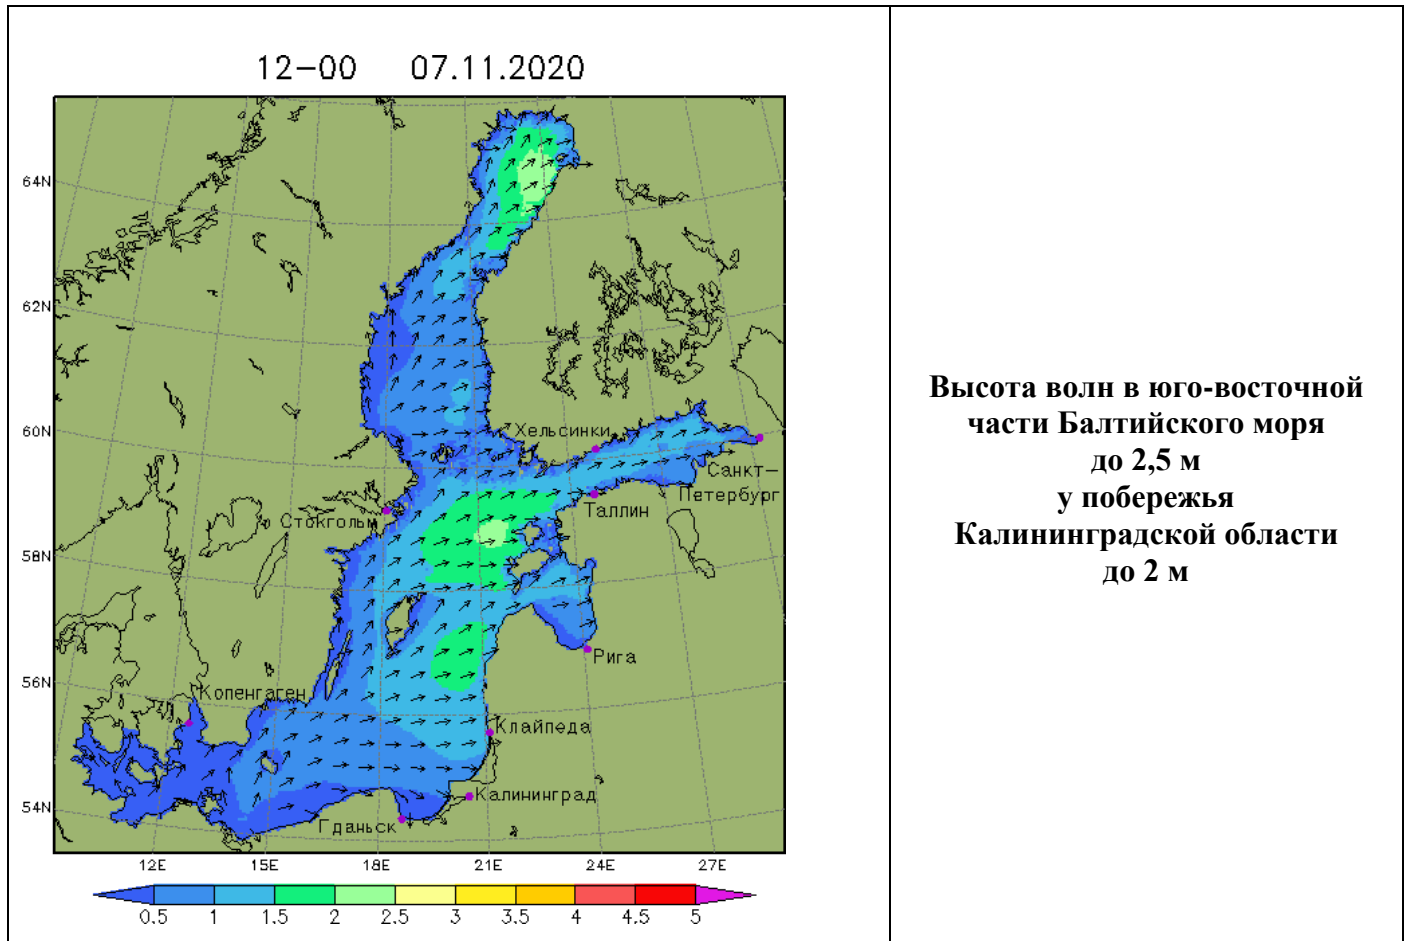 12-00 07.11.2020
64N
62N
60N
58N
56N
54N
Хельсинки
Санкт-
Петербург
Таллин
Стокгольм
Рига
Копенгаген
Клайпеда
Калининград
Гданьск
12E 15E 18E 21E 24E 27E
0.5 1 1.5 2 2.5 3 3.5 4 4.5 5
Высота волн в юго-восточной
части Балтийского моря
до 2,5 м
у побережья
Калининградской области
до 2 м